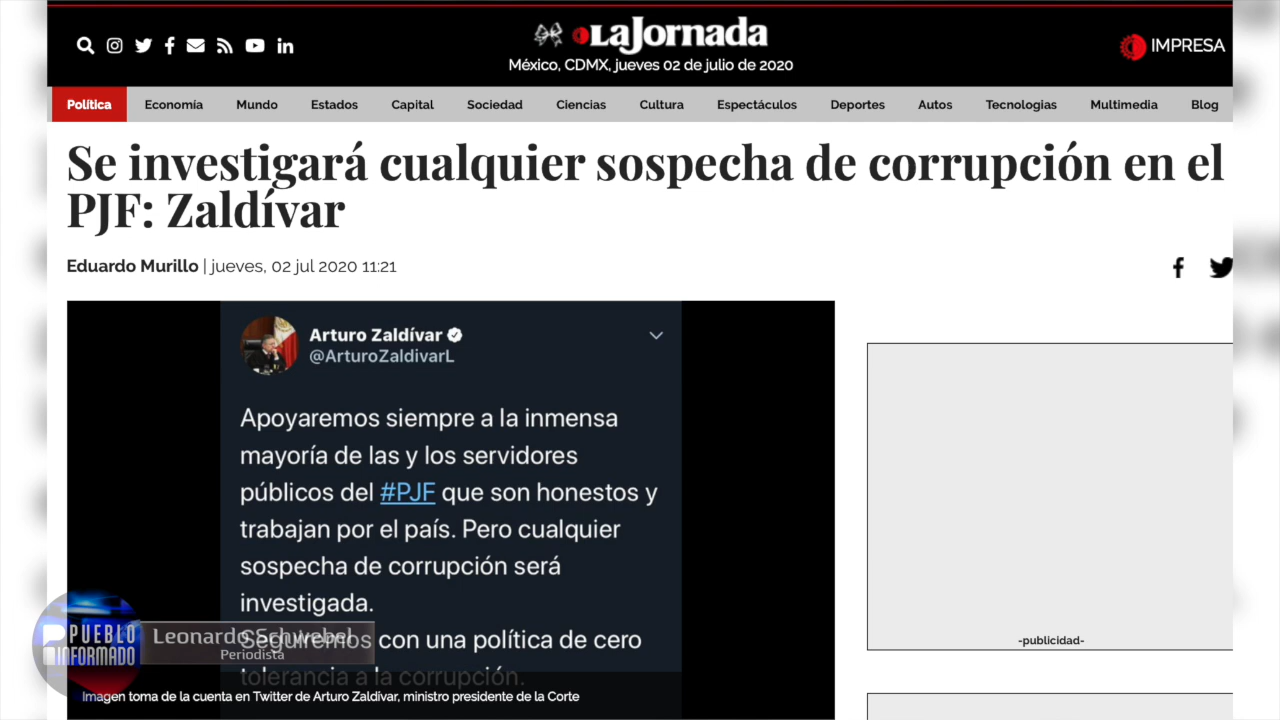 La Jornada
México, CDMX, jueves 02 de julio de 2020
IMPRESA
Política Economía Mundo Estados Capital Sociedad Ciencias Cultura Espectáculos Deportes Autos Tecnologias Multimedia Blog
Se investigará cualquier sospecha de corrupción en el
PJF: Zaldívar
Eduardo Murillo | jueves, 02 jul 2020 11:21
Arturo Zaldívar
@ArturoZaldivarL
Apoyaremos siempre a la inmensa
mayoría de las y los servidores
públicos del #PJF que son honestos y
trabajan por el país. Pero cualquier
sospecha de corrupción será
investigada.
Seguiremos con una política de cero
tolerancia a la corrupción.
Imagen toma de la cuenta en Twitter de Arturo Zaldívar, ministro presidente de la Corte
-publicidad-
PUEBLO
INFORMADO
Leonardo Schwebel
Periodista